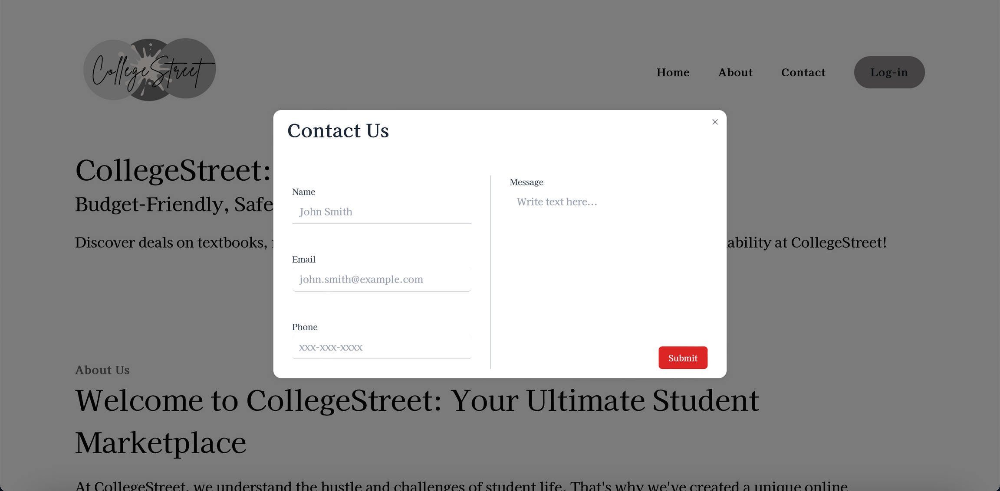 CollegeStreet
Home
About
Contact
Log-in
Contact Us
CollegeStreet:
Budget-Friendly, Safe
Discover deals on textbooks,
ability at CollegeStreet!
Name
John Smith
Email
john.smith@example.com
Phone
xxx-xxx-xxxx
Message
Write text here...
Submit
About Us
Welcome to CollegeStreet: Your Ultimate Student
Marketplace
At CollegeStreet, we understand the hustle and challenges of student life. That's why we've created a unique online